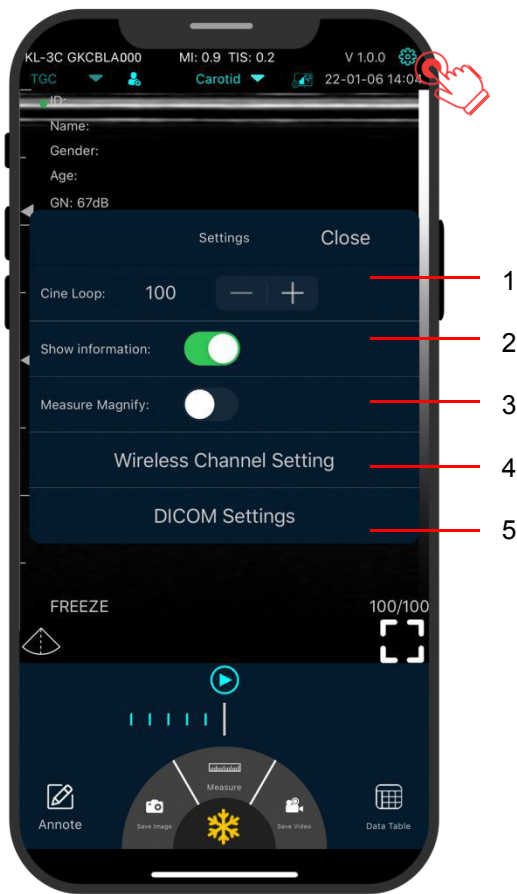 KL-3C GKCBLA000 MI: 0.9 TIS: 0.2 V 1.0.0
TGC Carotid 22-01-06 14:04
ID:
Name:
Gender:
Age:
GN: 67dB
Settings Close
Cine Loop: 100 — + 1
Show information: 2
Measure Magnify: 3
Wireless Channel Setting 4
DICOM Settings 5
FREEZE 100/100
Measure
Annote Save Image Save Video Data Table